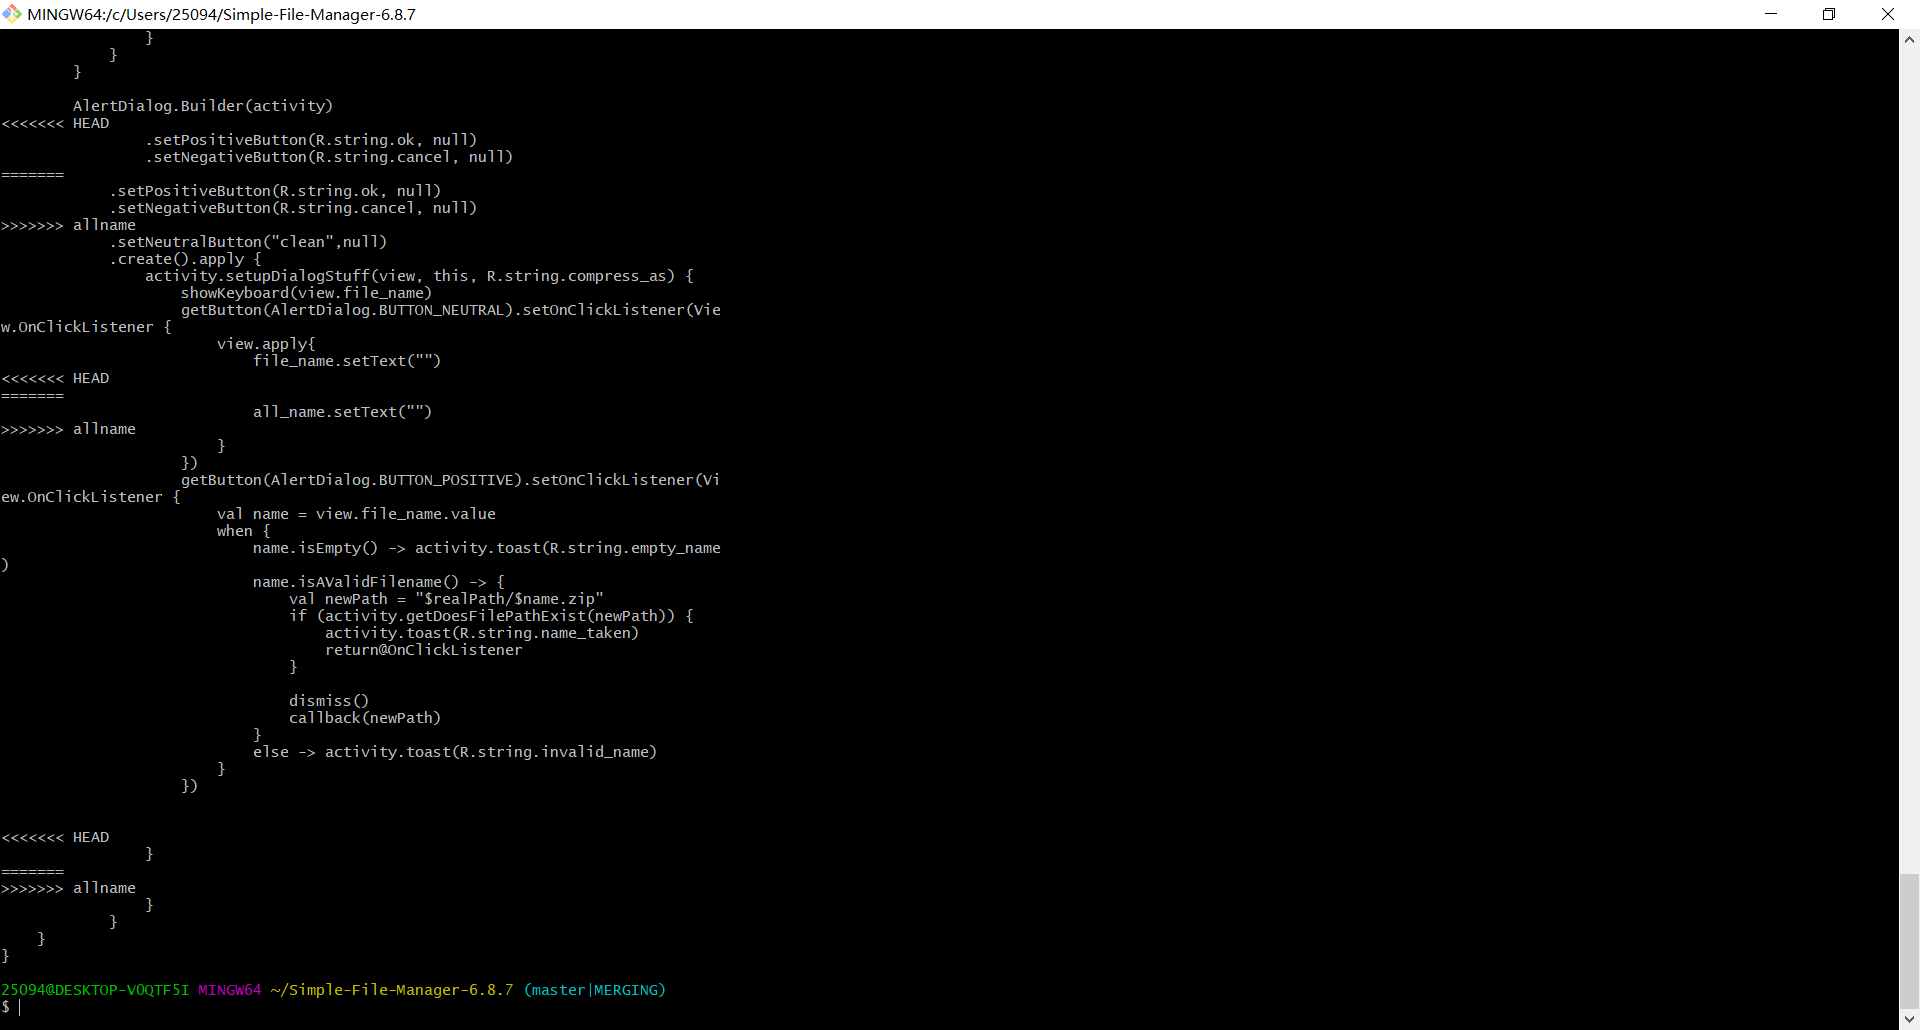 MINGW64:/c/Users/25094/Simple-File-Manager-6.8.7
                }
            }
        }

        AlertDialog.Builder(activity)
<<<<<<< HEAD
                .setPositiveButton(R.string.ok, null)
                .setNegativeButton(R.string.cancel, null)
=======
            .setPositiveButton(R.string.ok, null)
            .setNegativeButton(R.string.cancel, null)
>>>>>>> allname
            .setNeutralButton("clean",null)
            .create().apply {
                activity.setupDialogStuff(view, this, R.string.compress_as) {
                    showKeyboard(view.file_name)
                    getButton(AlertDialog.BUTTON_NEUTRAL).setOnClickListener(Vie
w.OnClickListener {
                        view.apply{
                            file_name.setText("")
<<<<<<< HEAD
=======
                            all_name.setText("")
>>>>>>> allname
                        }
                    })
                    getButton(AlertDialog.BUTTON_POSITIVE).setOnClickListener(Vi
ew.OnClickListener {
                        val name = view.file_name.value
                        when {
                            name.isEmpty() -> activity.toast(R.string.empty_name
)
                            name.isAValidFilename() -> {
                                val newPath = "$realPath/$name.zip"
                                if (activity.getDoesFilePathExist(newPath)) {
                                    activity.toast(R.string.name_taken)
                                    return@OnClickListener
                                }

                                dismiss()
                                callback(newPath)
                            }
                            else -> activity.toast(R.string.invalid_name)
                        }
                    })


<<<<<<< HEAD
                }
=======
>>>>>>> allname
                }
            }
    }
}

25094@DESKTOP-V0QTF5I MINGW64 ~/Simple-File-Manager-6.8.7 (master|MERGING)
$